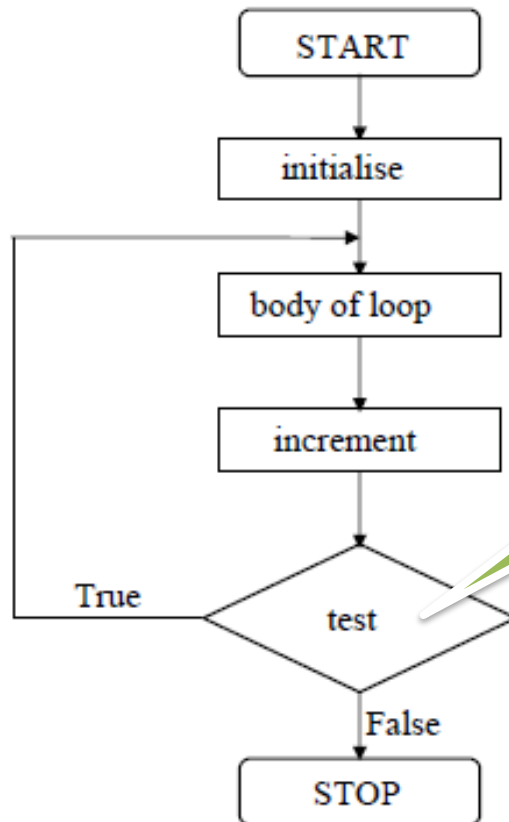 START
initialise
body of loop
increment
True
test
False
STOP